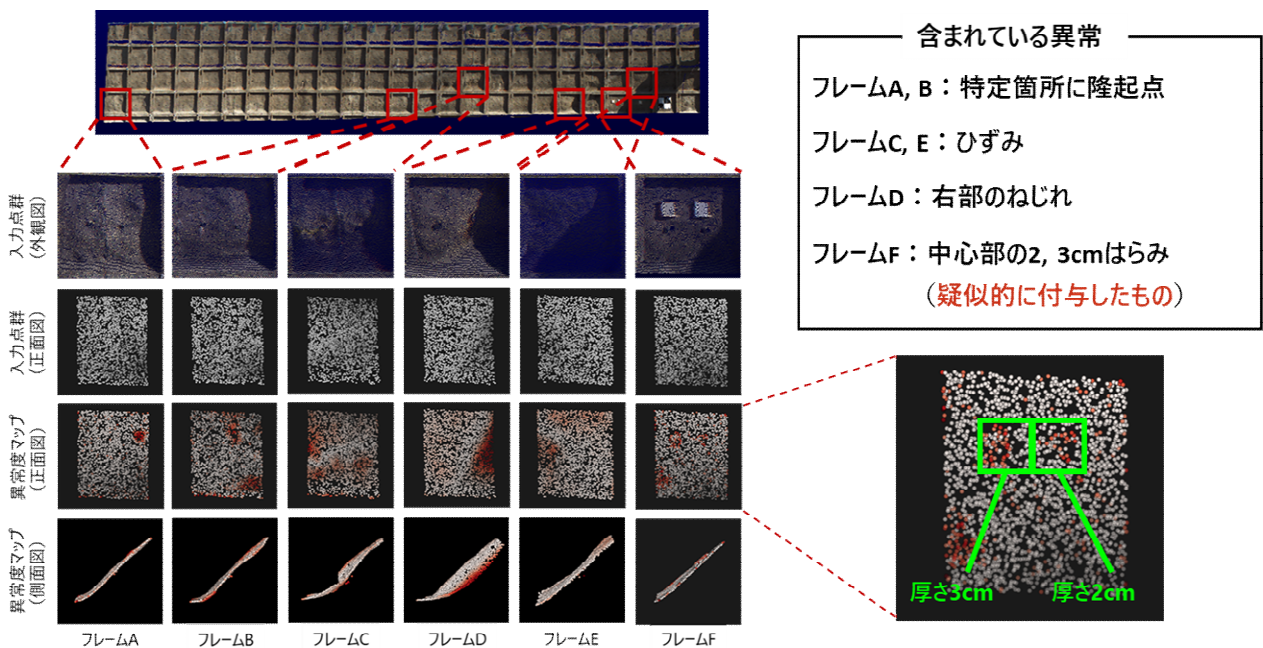 含まれている異常
フレームA, B：特定箇所に隆起点
フレームC, E：ひずみ
フレームD：右部のねじれ
フレームF：中心部の2, 3cmはらみ
（疑似的に付与したもの）
入力点群
（外観図）
入力点群
（正面図）
異常度マップ
（正面図）
異常度マップ
（側面図）
フレームA
フレームB
フレームC
フレームD
フレームE
フレームF
厚さ3cm
厚さ2cm